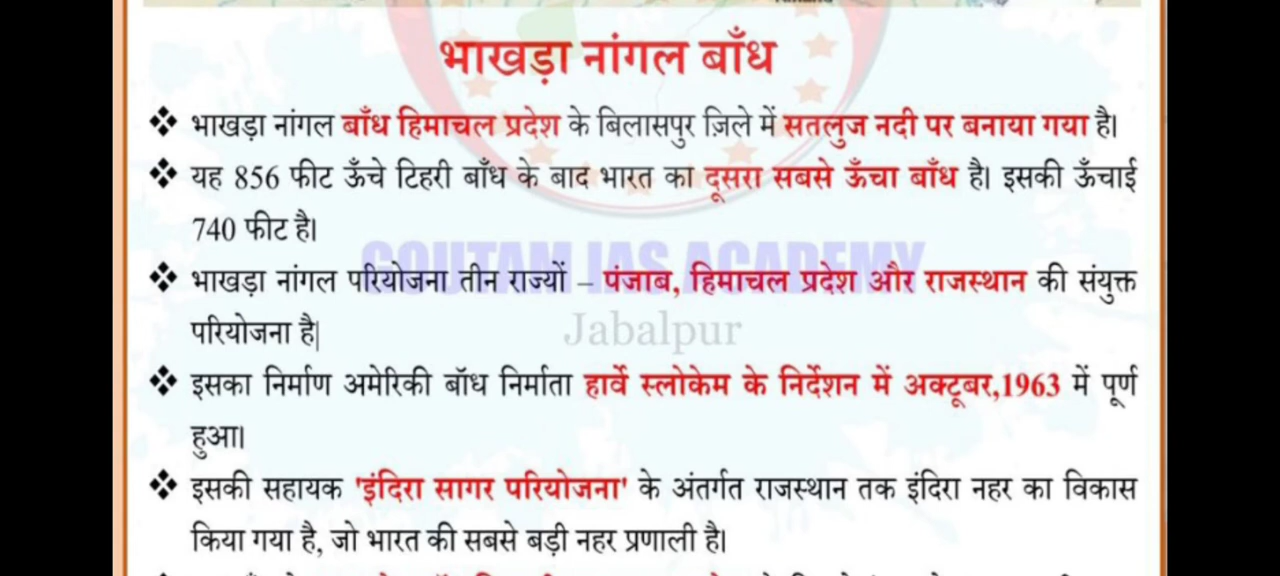 भाखड़ा नांगल बाँध
❖ भाखड़ा नांगल बाँध हिमाचल प्रदेश के बिलासपुर ज़िले में सतलुज नदी पर बनाया गया है।
❖ यह 856 फीट ऊँचे टिहरी बाँध के बाद भारत का दूसरा सबसे ऊँचा बाँध है। इसकी ऊँचाई
740 फीट है।
GOUTAM IAS ACADEMY
❖ भाखड़ा नांगल परियोजना तीन राज्यों – पंजाब, हिमाचल प्रदेश और राजस्थान की संयुक्त
परियोजना है|
Jabalpur
❖ इसका निर्माण अमेरिकी बॉध निर्माता हार्वे स्लोकेम के निर्देशन में अक्टूबर,1963 में पूर्ण
हुआ।
❖ इसकी सहायक 'इंदिरा सागर परियोजना' के अंतर्गत राजस्थान तक इंदिरा नहर का विकास
किया गया है, जो भारत की सबसे बड़ी नहर प्रणाली है।